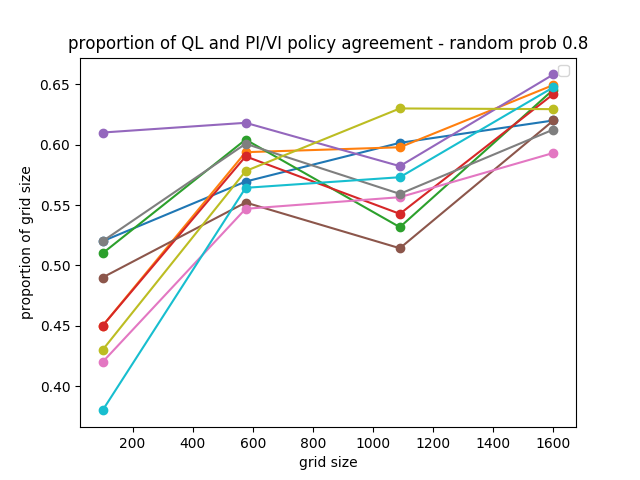 proportion of QL and PI/VI policy agreement - random prob 0.8
proportion of grid size
0.65
0.60
0.55
0.50
0.45
0.40
200 400 600 800 1000 1200 1400 1600
grid size